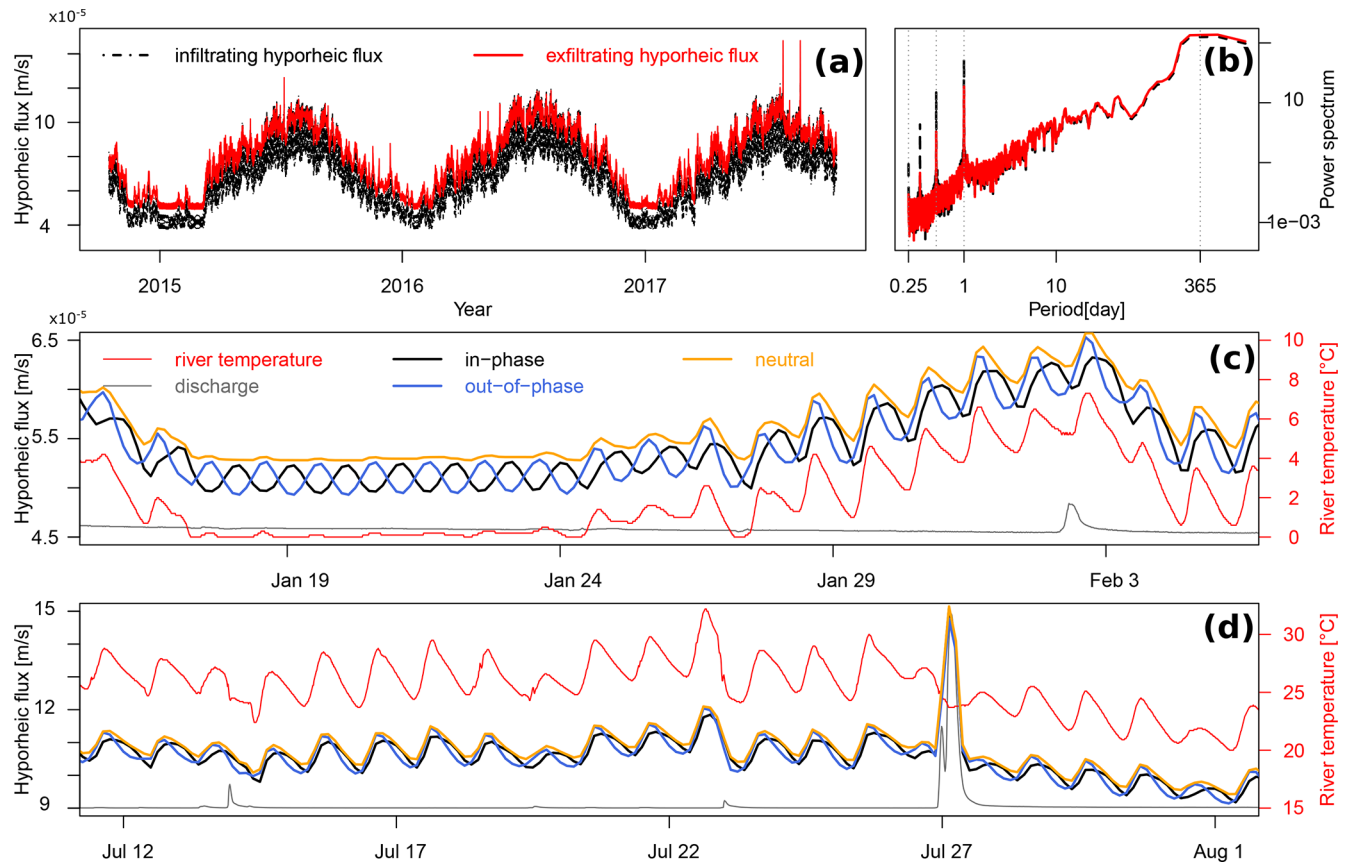 x10⁻⁵
infiltrating hyporheic flux
exfiltrating hyporheic flux
(a)
Hyporheic flux [m/s]
10
4
2015
2016
2017
Year
(b)
10
1e−03
Power spectrum
0.25
1
10
365
Period[day]
x10⁻⁵
6.5
5.5
4.5
Hyporheic flux [m/s]
river temperature
discharge
in−phase
out−of−phase
neutral
(c)
10
8
6
4
2
0
River temperature [°C]
Jan 19
Jan 24
Jan 29
Feb 3
15
12
9
Hyporheic flux [m/s]
(d)
30
25
20
15
River temperature [°C]
Jul 12
Jul 17
Jul 22
Jul 27
Aug 1